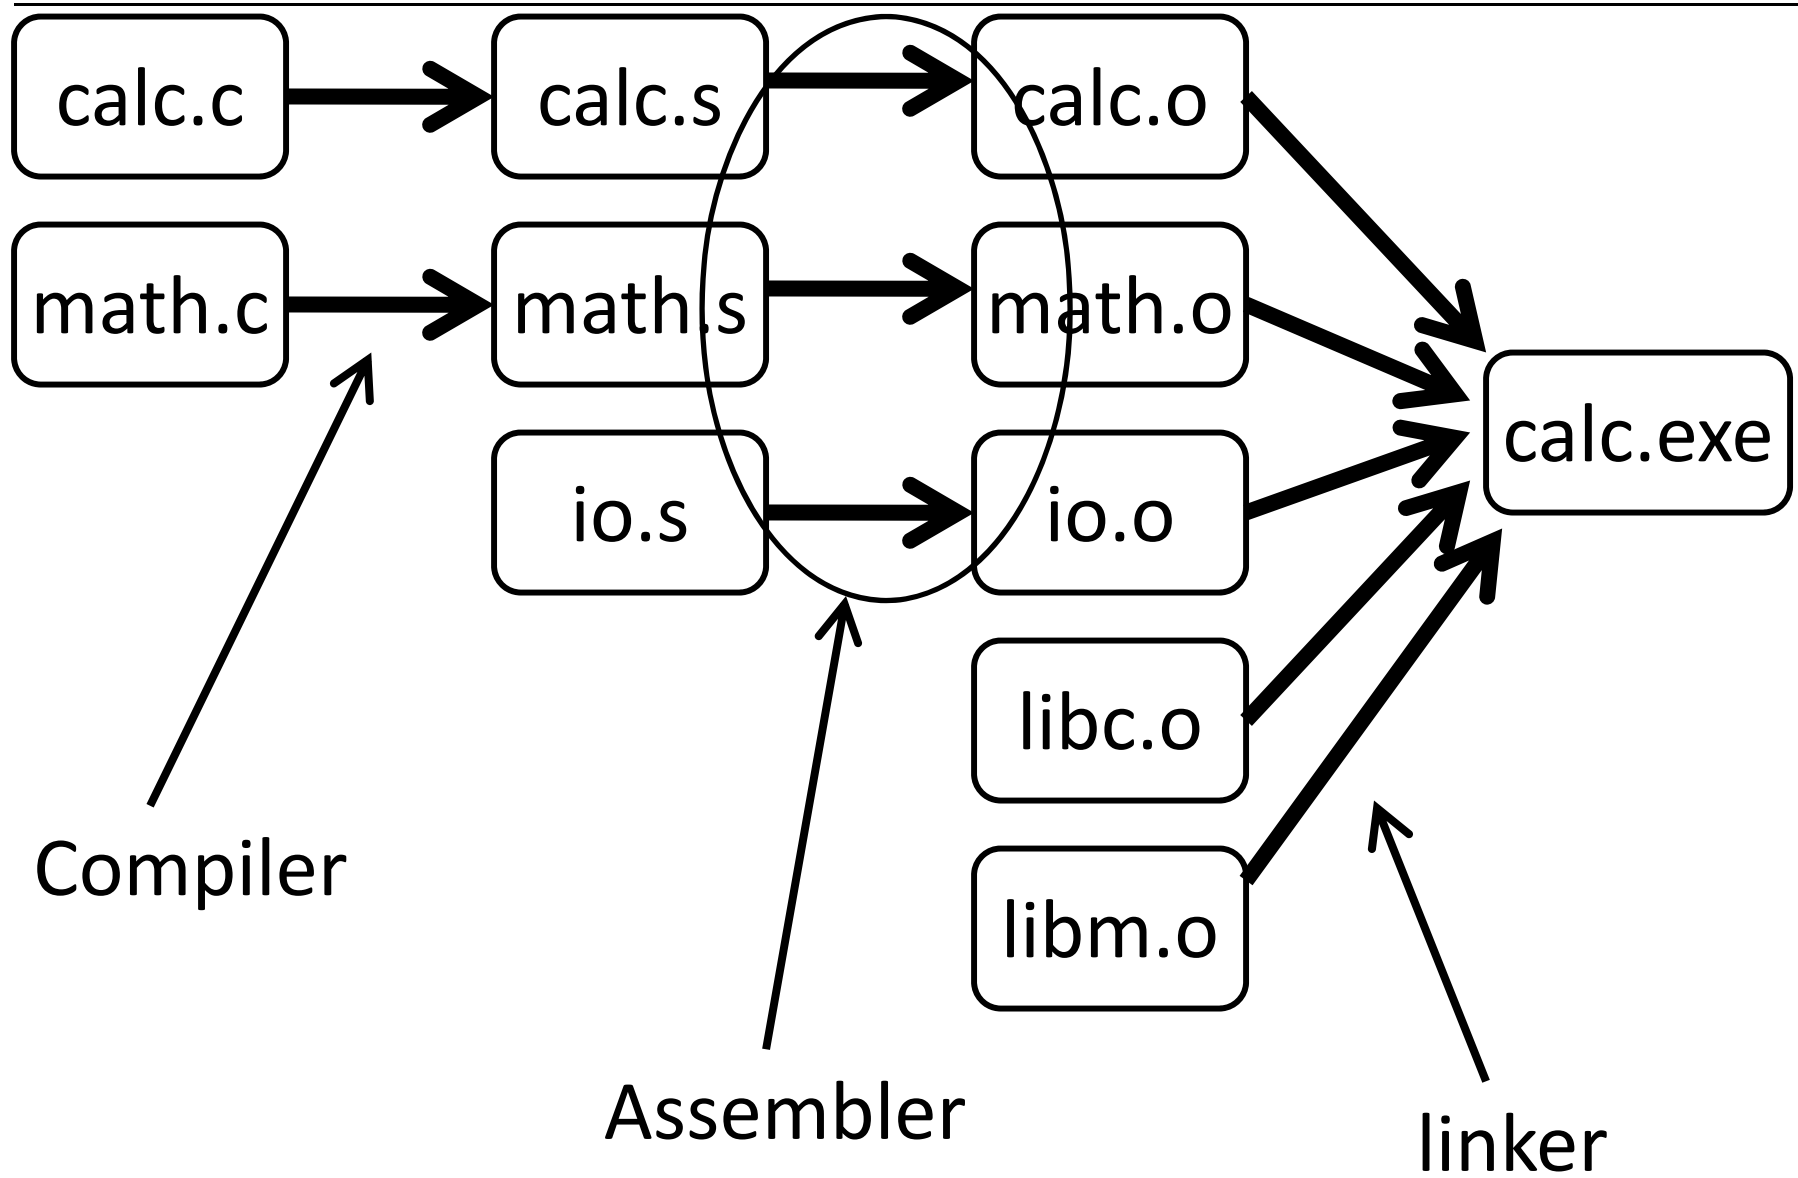 calc.c
calc.s
calc.o
math.c
math.s
math.o
calc.exe
io.s
io.o
libc.o
libm.o
Compiler
Assembler
linker